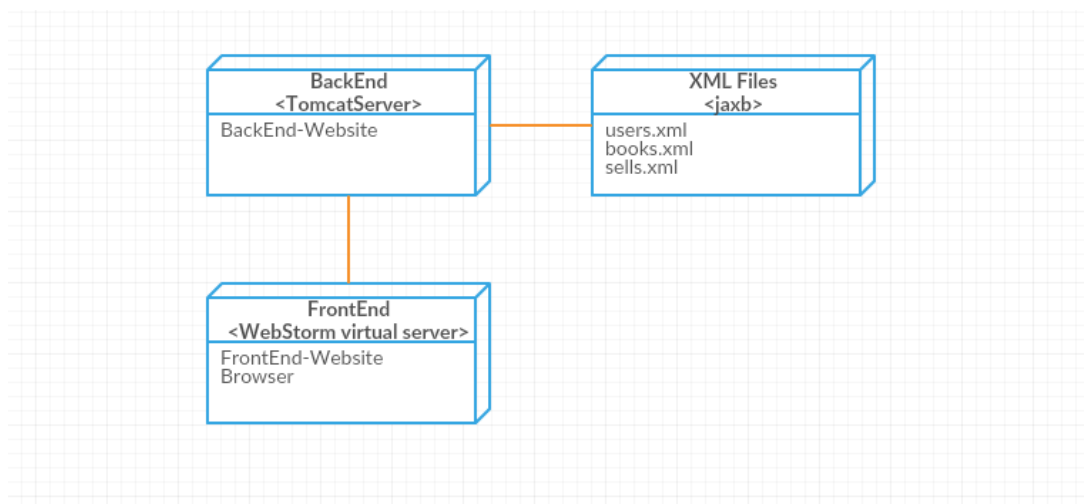 BackEnd
<TomcatServer>
BackEnd-Website
XML Files
<jaxb>
users.xml
books.xml
sells.xml
FrontEnd
<WebStorm virtual server>
FrontEnd-Website
Browser